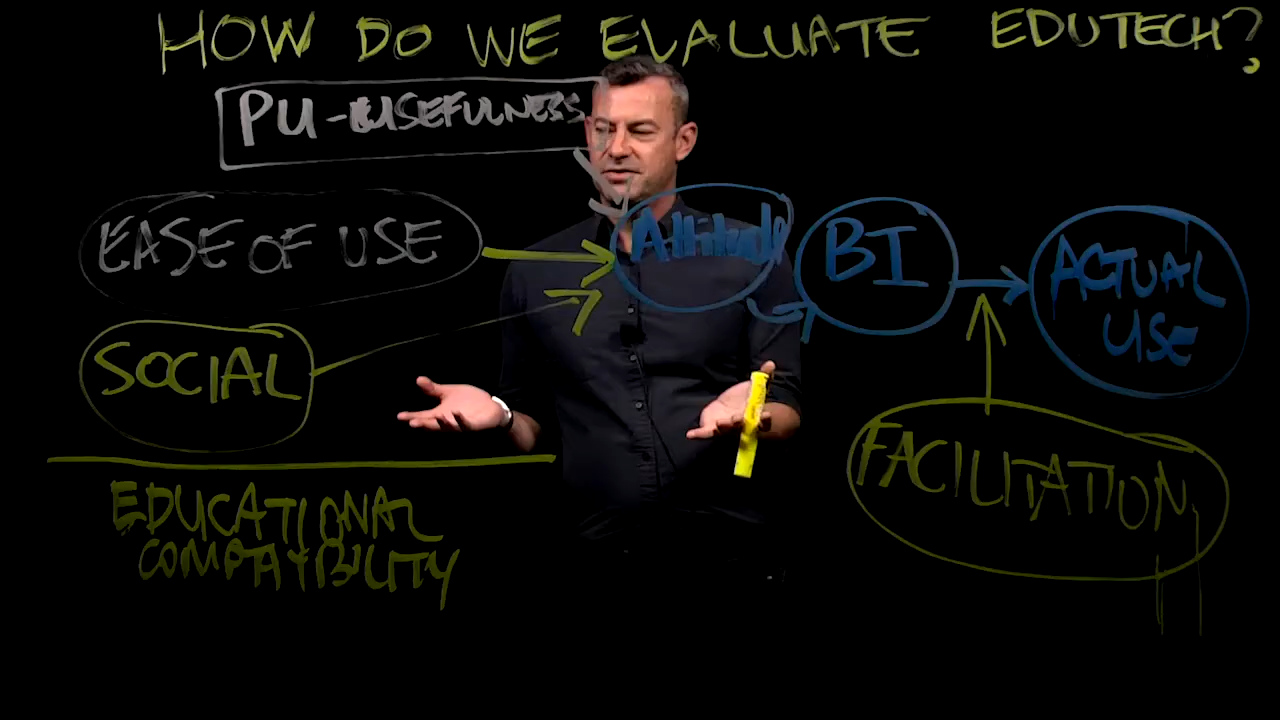 HOW DO WE EVALUATE EDUTECH?
PU-USEFULNESS
EASE OF USE
Attitude
BI
ACTUAL
USE
SOCIAL
FACILITATION
EDUCATIONAL
COMPATIBILITY